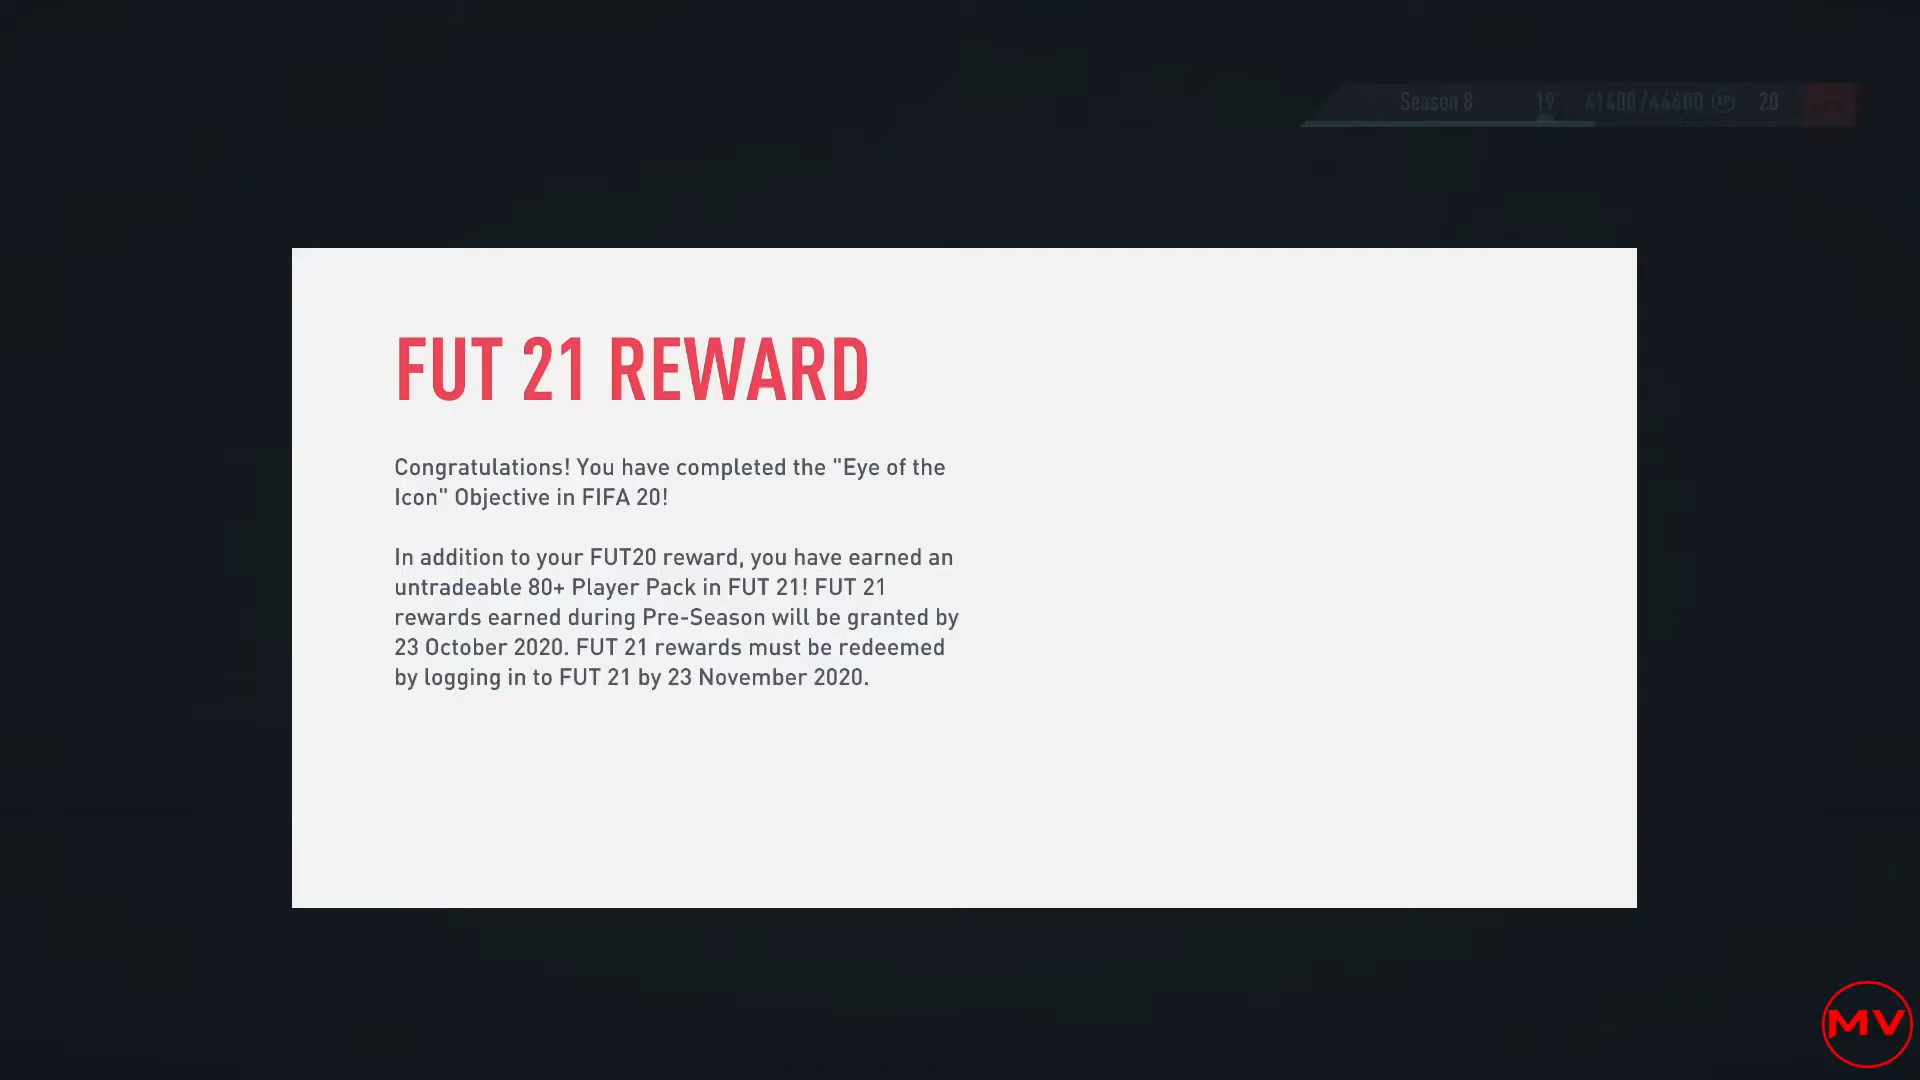 Season 8 19 41400/44600 XP 20
FUT 21 REWARD
Congratulations! You have completed the "Eye of the
Icon" Objective in FIFA 20!
In addition to your FUT20 reward, you have earned an
untradeable 80+ Player Pack in FUT 21! FUT 21
rewards earned during Pre-Season will be granted by
23 October 2020. FUT 21 rewards must be redeemed
by logging in to FUT 21 by 23 November 2020.
MV